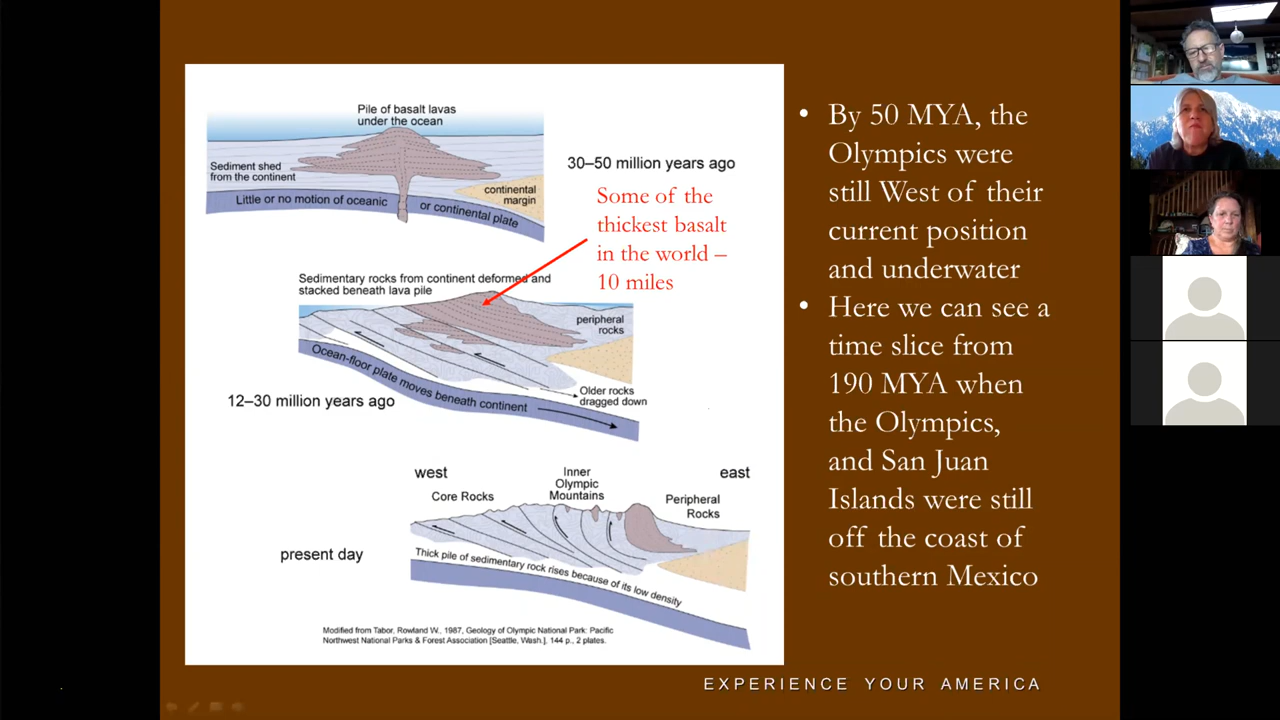 Pile of basalt lavas
under the ocean
Sediment shed
from the continent
continental
margin
Little or no motion of oceanic
or continental plate
30–50 million years ago
Some of the
thickest basalt
in the world –
10 miles
Sedimentary rocks from continent deformed and
stacked beneath lava pile
peripheral
rocks
Ocean-floor plate moves beneath continent
Older rocks
dragged down
12–30 million years ago
west
east
Core Rocks
Inner
Olympic
Mountains
Peripheral
Rocks
present day
Thick pile of sedimentary rock rises because of its low density
Modified from Tabor, Rowland W., 1987, Geology of Olympic National Park: Pacific
Northwest National Parks & Forest Association [Seattle, Wash.], 144 p., 2 plates.
• By 50 MYA, the
Olympics were
still West of their
current position
and underwater
• Here we can see a
time slice from
190 MYA when
the Olympics,
and San Juan
Islands were still
off the coast of
southern Mexico
EXPERIENCE YOUR AMERICA